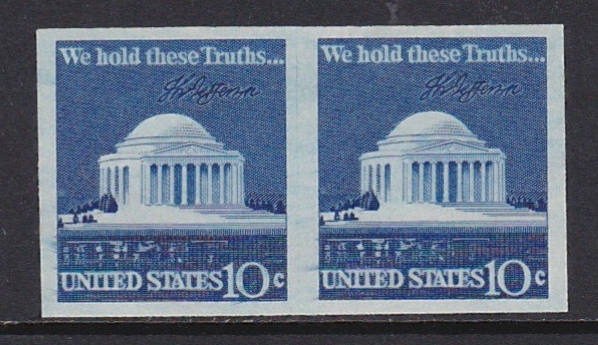 We hold these Truths...
Th Jefferson
UNITED STATES 10c
We hold these Truths...
Th Jefferson
UNITED STATES 10c